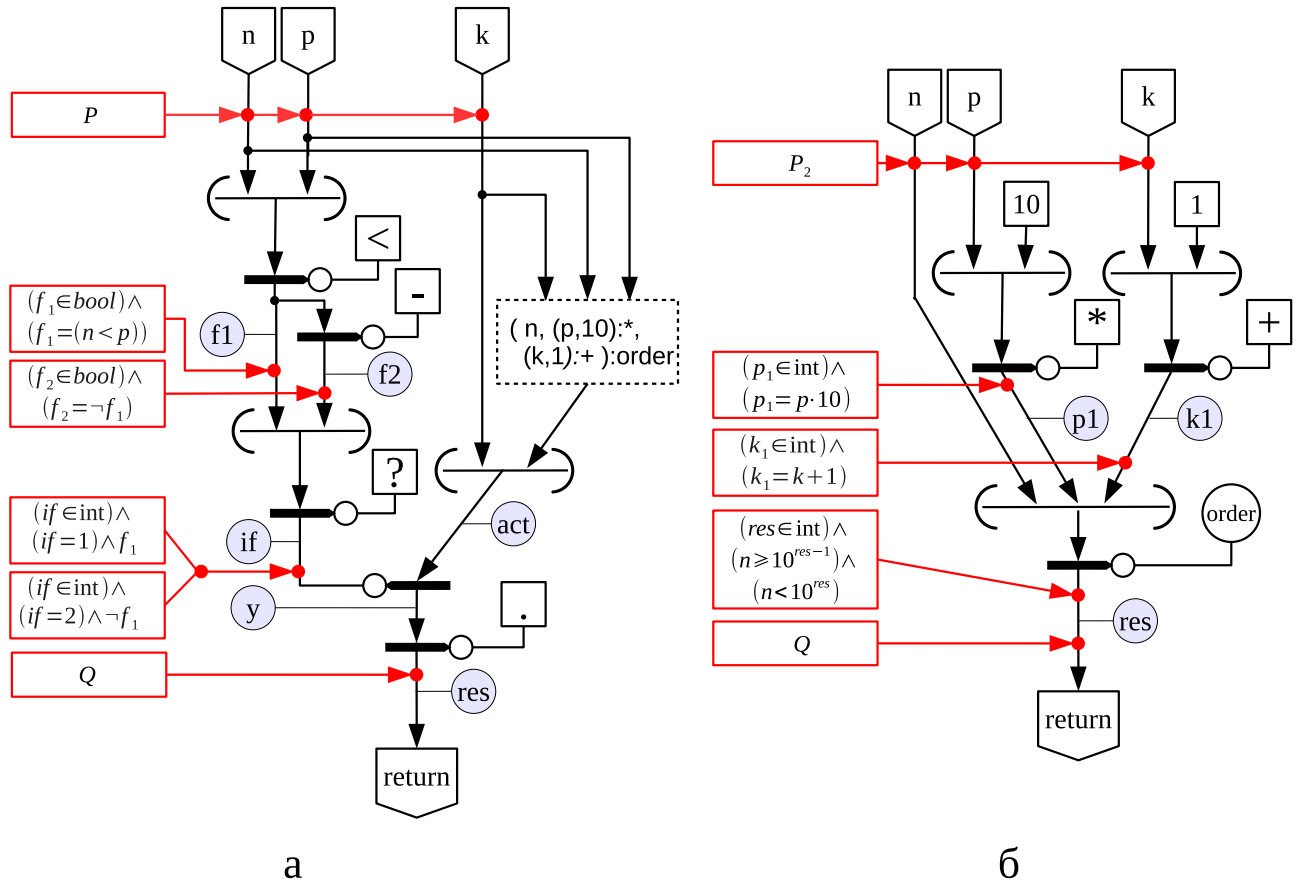 n p k
P
<
-
(f₁∈bool)∧
(f₁=(n<p))
f1
( n, (p,10):*,
(k,1):+ ):order
(f₂∈bool)∧
(f₂=¬f₁)
f2
?
(if∈int)∧
(if=1)∧f₁
if
act
(if∈int)∧
(if=2)∧¬f₁
y
.
Q
res
return
а
n p k
P₂
10
1
*
+
(p₁∈int)∧
(p₁=p·10)
p1
k1
(k₁∈int)∧
(k₁=k+1)
order
(res∈int)∧
(n⩾10^{res−1})∧
(n<10^{res})
res
Q
return
б